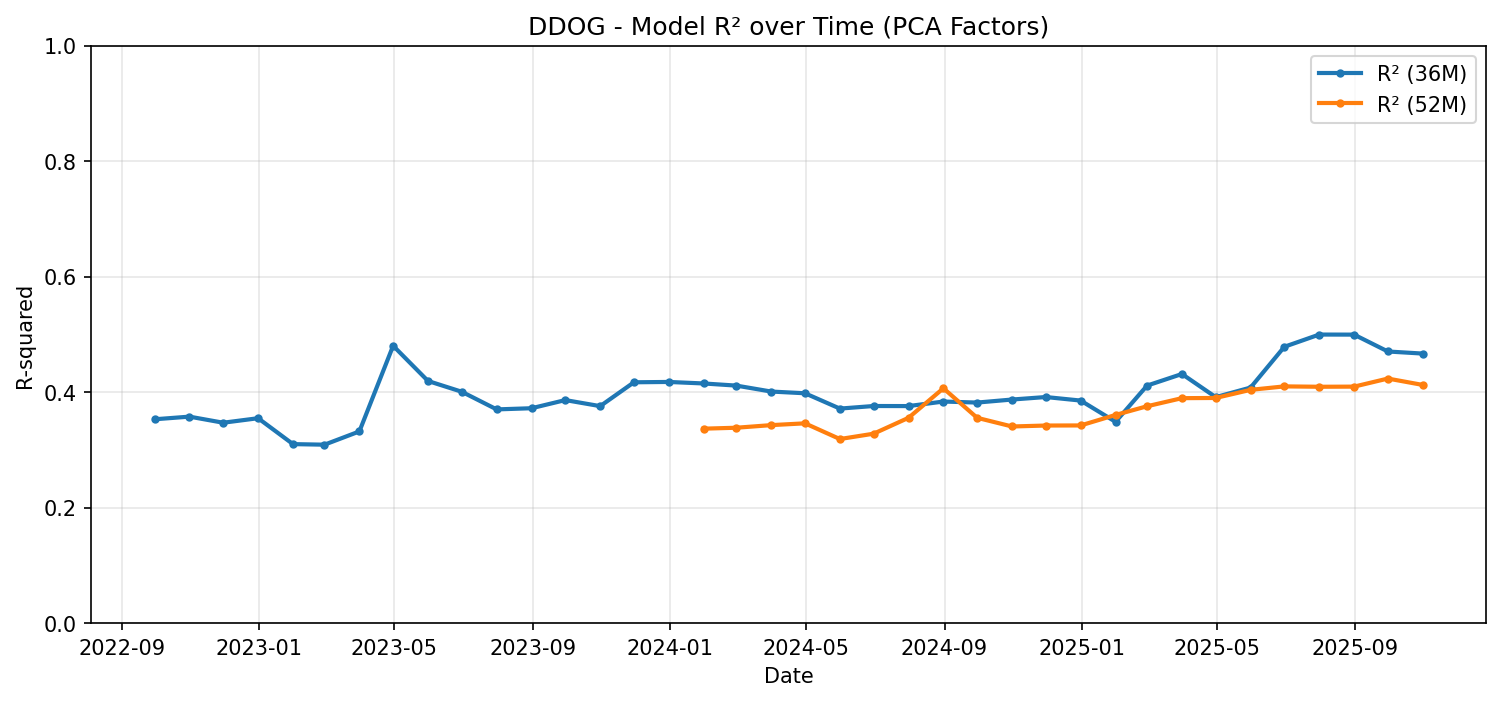 DDOG - Model R² over Time (PCA Factors)
R² (36M)
R² (52M)
R-squared
1.0
0.8
0.6
0.4
0.2
0.0
2022-09 2023-01 2023-05 2023-09 2024-01 2024-05 2024-09 2025-01 2025-05 2025-09
Date